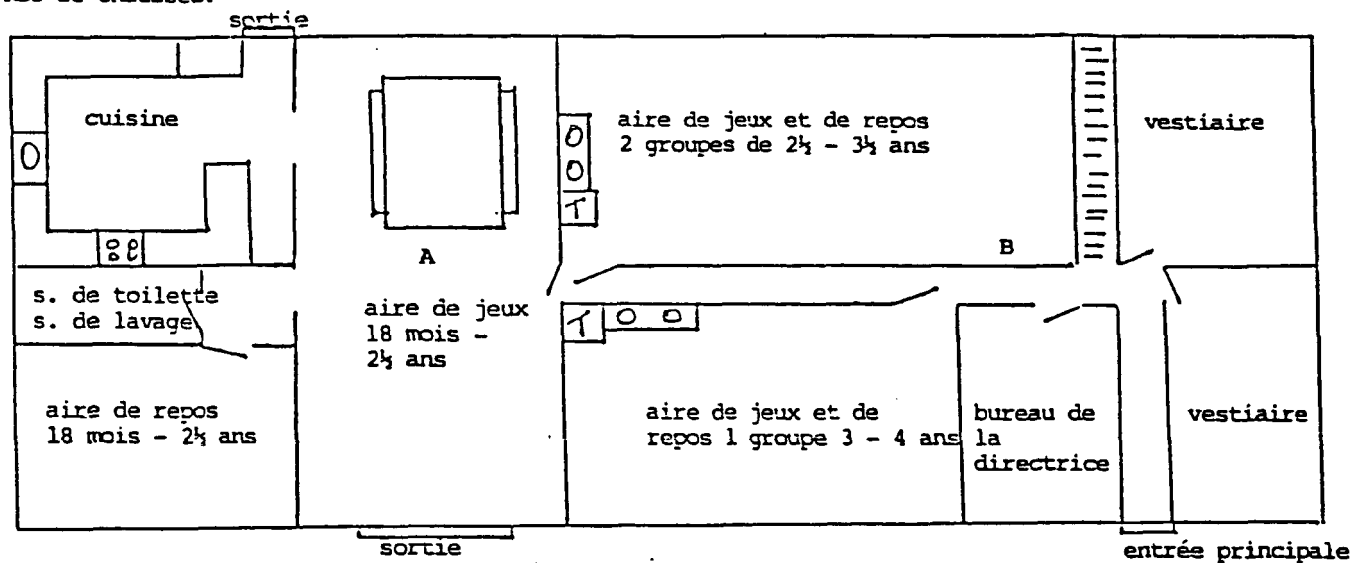 sortie
cuisine
aire de jeux et de repos
2 groupes de 2½ - 3½ ans
vestiaire
T
A
B
s. de toilette
s. de lavage
aire de jeux
18 mois -
2½ ans
T
aire de repos
18 mois - 2½ ans
aire de jeux et de
repos 1 groupe 3 - 4 ans
bureau de
la
directrice
vestiaire
sortie
entrée principale